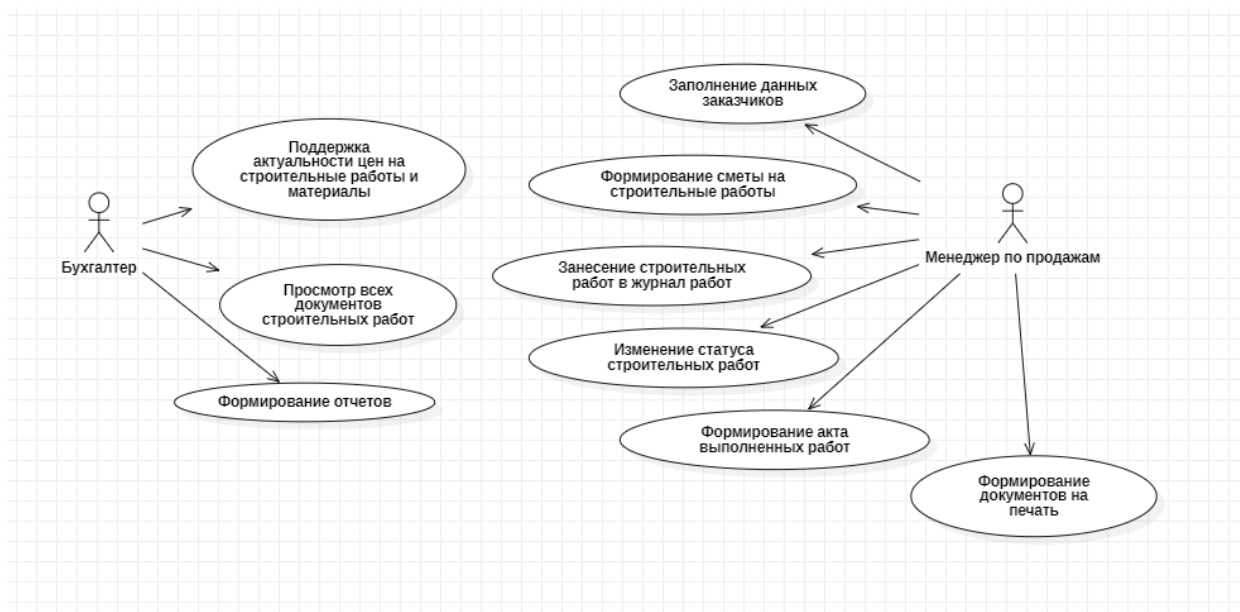 Заполнение данных
заказчиков
Поддержка
актуальности цен на
строительные работы и
материалы
Формирование сметы на
строительные работы
Бухгалтер
Менеджер по продажам
Занесение строительных
работ в журнал работ
Просмотр всех
документов
строительных работ
Изменение статуса
строительных работ
Формирование отчетов
Формирование акта
выполненных работ
Формирование
документов на
печать